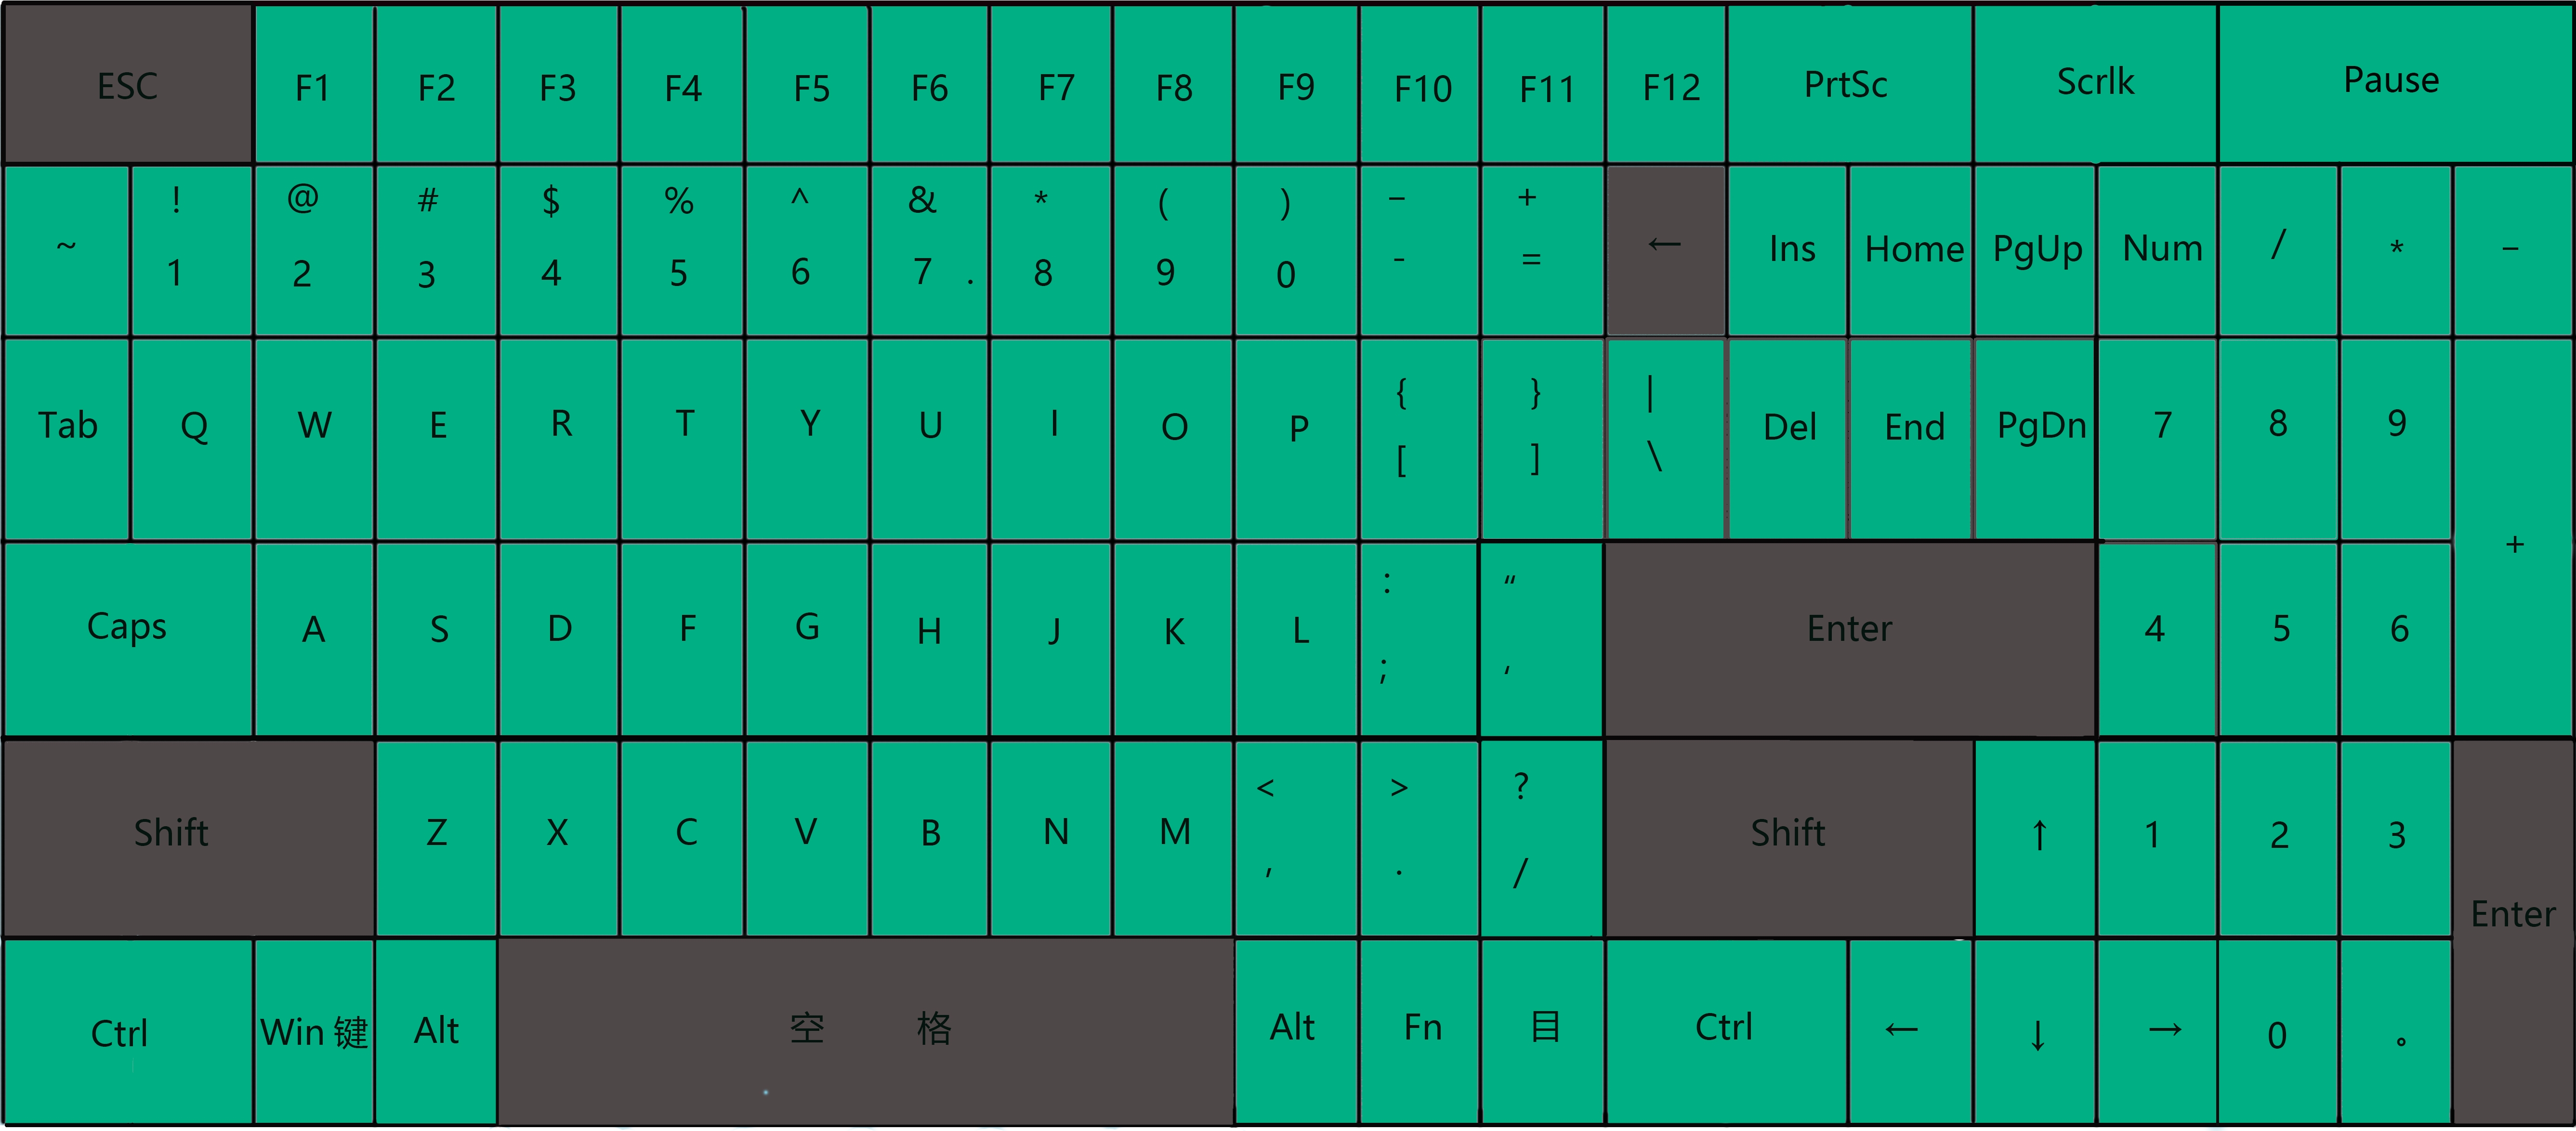 ESC F1 F2 F3 F4 F5 F6 F7 F8 F9 F10 F11 F12 PrtSc Scrlk Pause
! @ # $ % ^ & * ( ) – +
~ 1 2 3 4 5 6 7 . 8 9 0 - = ← Ins Home PgUp Num / * –
{ } |
Tab Q W E R T Y U I O P [ ] \ Del End PgDn 7 8 9
+
: “
Caps A S D F G H J K L ; ‘ Enter 4 5 6
< > ?
Shift Z X C V B N M , . / Shift ↑ 1 2 3
Enter
Ctrl Win 键 Alt 空 格 Alt Fn 目 Ctrl ← ↓ → 0 。